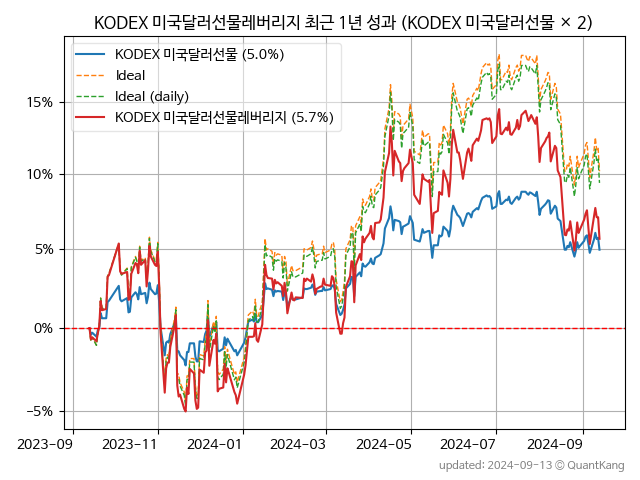 KODEX 미국달러선물레버리지 최근 1년 성과 (KODEX 미국달러선물 × 2)
KODEX 미국달러선물 (5.0%)
Ideal
Ideal (daily)
KODEX 미국달러선물레버리지 (5.7%)
15%
10%
5%
0%
−5%
2023-09 2023-11 2024-01 2024-03 2024-05 2024-07 2024-09
updated: 2024-09-13 © QuantKang